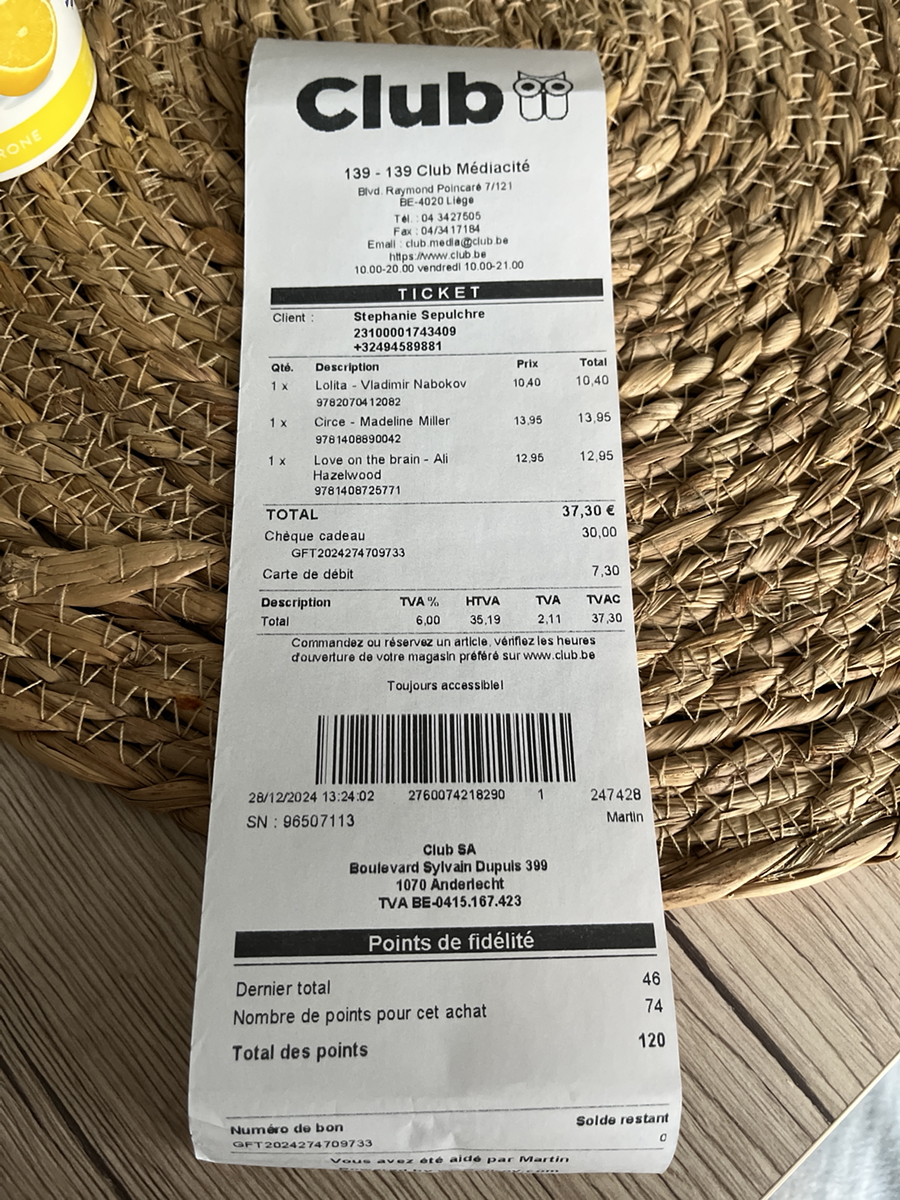 RONE
Club
139 - 139 Club Médiacité
Blvd. Raymond Poincaré 7/121
BE-4020 Liège
Tél. : 04 3427505
Fax : 04/3417184
Email : club.media@club.be
https://www.club.be
10.00-20.00 vendredi 10.00-21.00
TICKET
Client : Stephanie Sepulchre
23100001743409
+32494589881
Qté. Description Prix Total
1 x Lolita - Vladimir Nabokov 10,40 10,40
9782070412082
1 x Circe - Madeline Miller 13,95 13,95
9781408890042
1 x Love on the brain - Ali 12,95 12,95
Hazelwood
9781408725771
TOTAL 37,30 €
Chèque cadeau 30,00
GFT2024274709733
Carte de débit 7,30
Description TVA % HTVA TVA TVAC
Total 6,00 35,19 2,11 37,30
Commandez ou réservez un article, vérifiez les heures
d'ouverture de votre magasin préféré sur www.club.be
Toujours accessible!
28/12/2024 13:24:02 2760074218290 1 247428
SN : 96507113 Martin
Club SA
Boulevard Sylvain Dupuis 399
1070 Anderlecht
TVA BE-0415.167.423
Points de fidélité
Dernier total 46
Nombre de points pour cet achat 74
Total des points 120
Numéro de bon Solde restant
GFT2024274709733 0
Vous avez été aidé par Martin